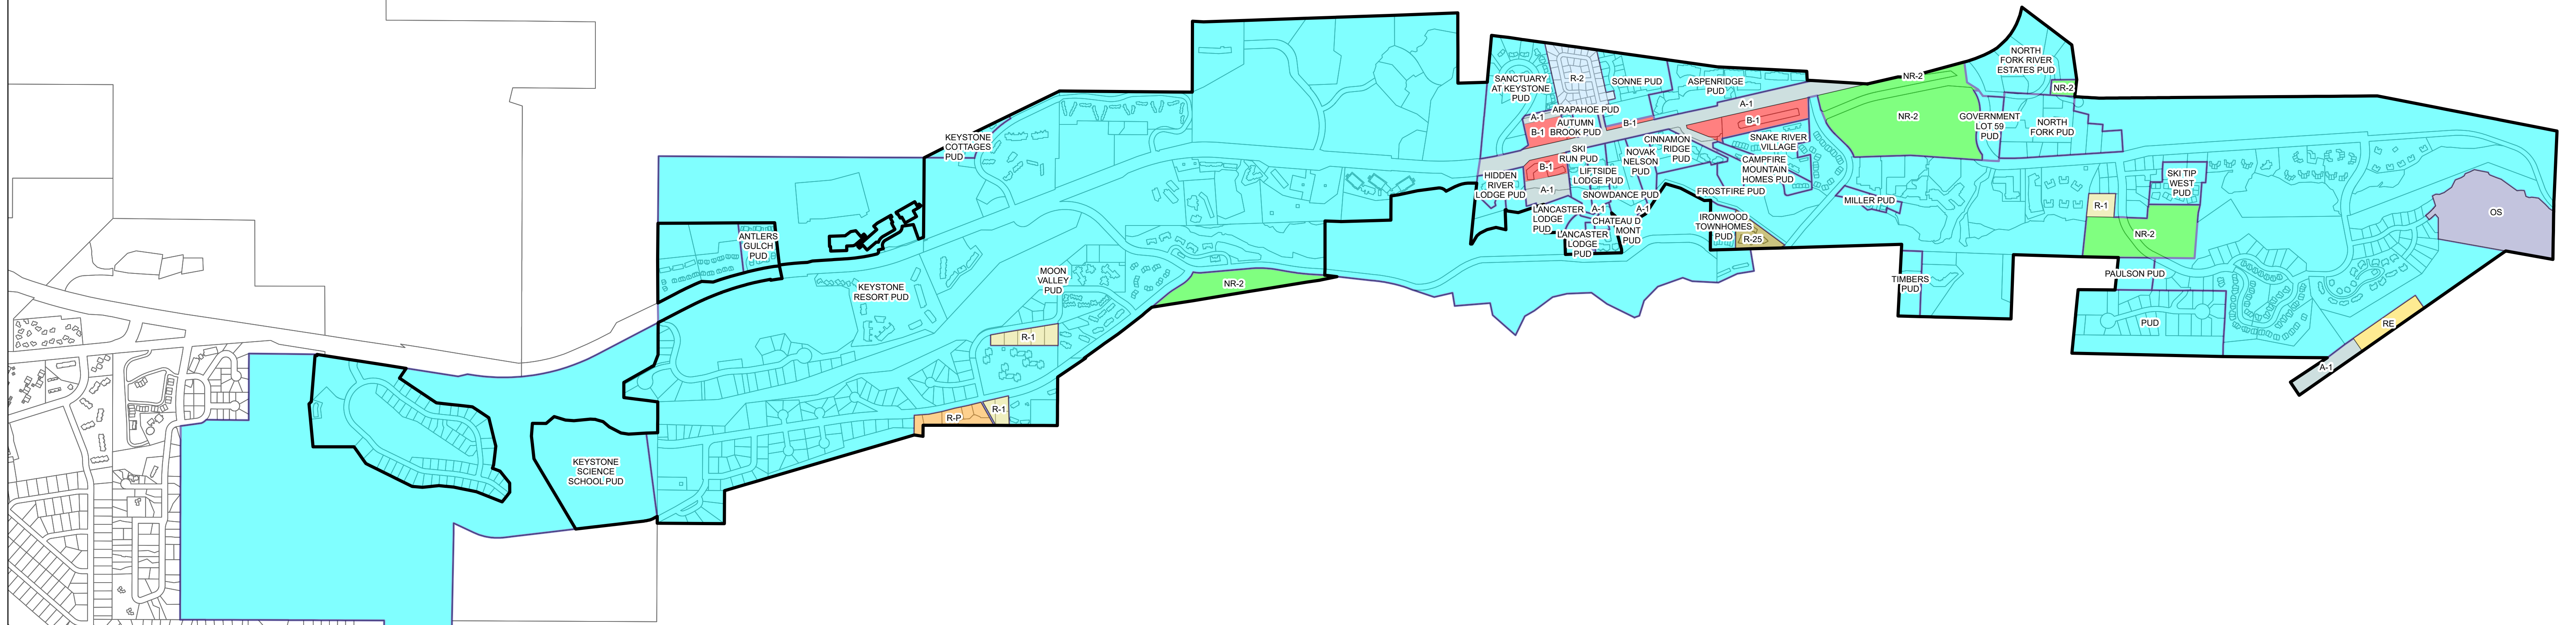 NORTH
FORK RIVER
ESTATES PUD
NR-2
NR-2
SANCTUARY
AT KEYSTONE
PUD
R-2
SONNE PUD
ASPENRIDGE
PUD
A-1
ARAPAHOE PUD
A-1
B-1
AUTUMN
BROOK PUD
B-1
B-1
NR-2
GOVERNMENT
LOT 59
PUD
NORTH
FORK PUD
KEYSTONE
COTTAGES
PUD
SKI
RUN PUD
NOVAK
NELSON
PUD
CINNAMON
RIDGE
PUD
SNAKE RIVER
VILLAGE
CAMPFIRE
MOUNTAIN
HOMES PUD
B-1
LIFTSIDE
LODGE PUD
HIDDEN
RIVER
LODGE PUD
A-1
SNOWDANCE PUD
FROSTFIRE PUD
MILLER PUD
SKI TIP
WEST
PUD
R-1
OS
LANCASTER
LODGE
PUD
A-1
A-1
CHATEAU D
MONT
PUD
LANCASTER
LODGE
PUD
IRONWOOD
TOWNHOMES
PUD
R-25
NR-2
ANTLERS
GULCH
PUD
KEYSTONE
RESORT PUD
MOON
VALLEY
PUD
NR-2
TIMBERS
PUD
PAULSON PUD
PUD
RE
A-1
R-1
R-P
R-1
KEYSTONE
SCIENCE
SCHOOL PUD